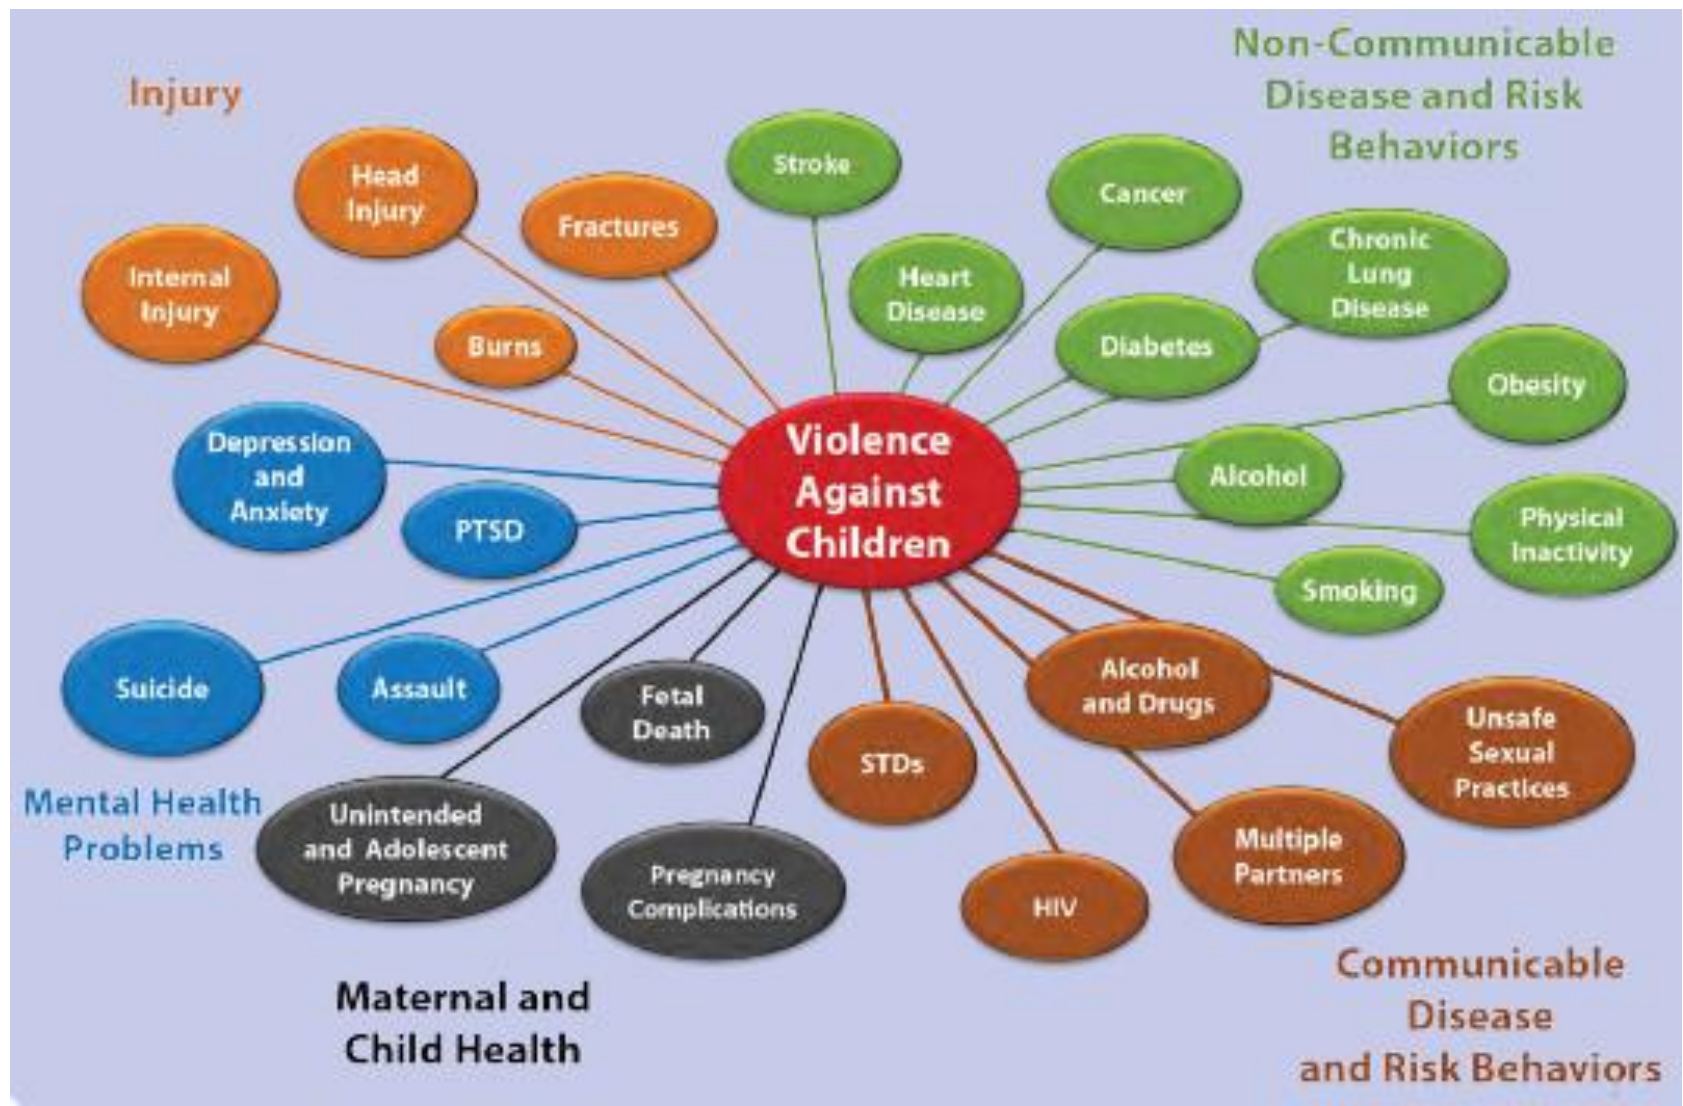 Non-Communicable
Disease and Risk
Behaviors
Injury
Stroke
Cancer
Head
Injury
Fractures
Chronic
Lung
Disease
Internal
Injury
Heart
Disease
Burns
Diabetes
Obesity
Depression
and
Anxiety
Violence
Against
Children
Alcohol
PTSD
Physical
Inactivity
Smoking
Suicide
Assault
Fetal
Death
Alcohol
and Drugs
Unsafe
Sexual
Practices
STDs
Mental Health
Problems
Unintended
and Adolescent
Pregnancy
Multiple
Partners
Pregnancy
Complications
HIV
Maternal and
Child Health
Communicable
Disease
and Risk Behaviors